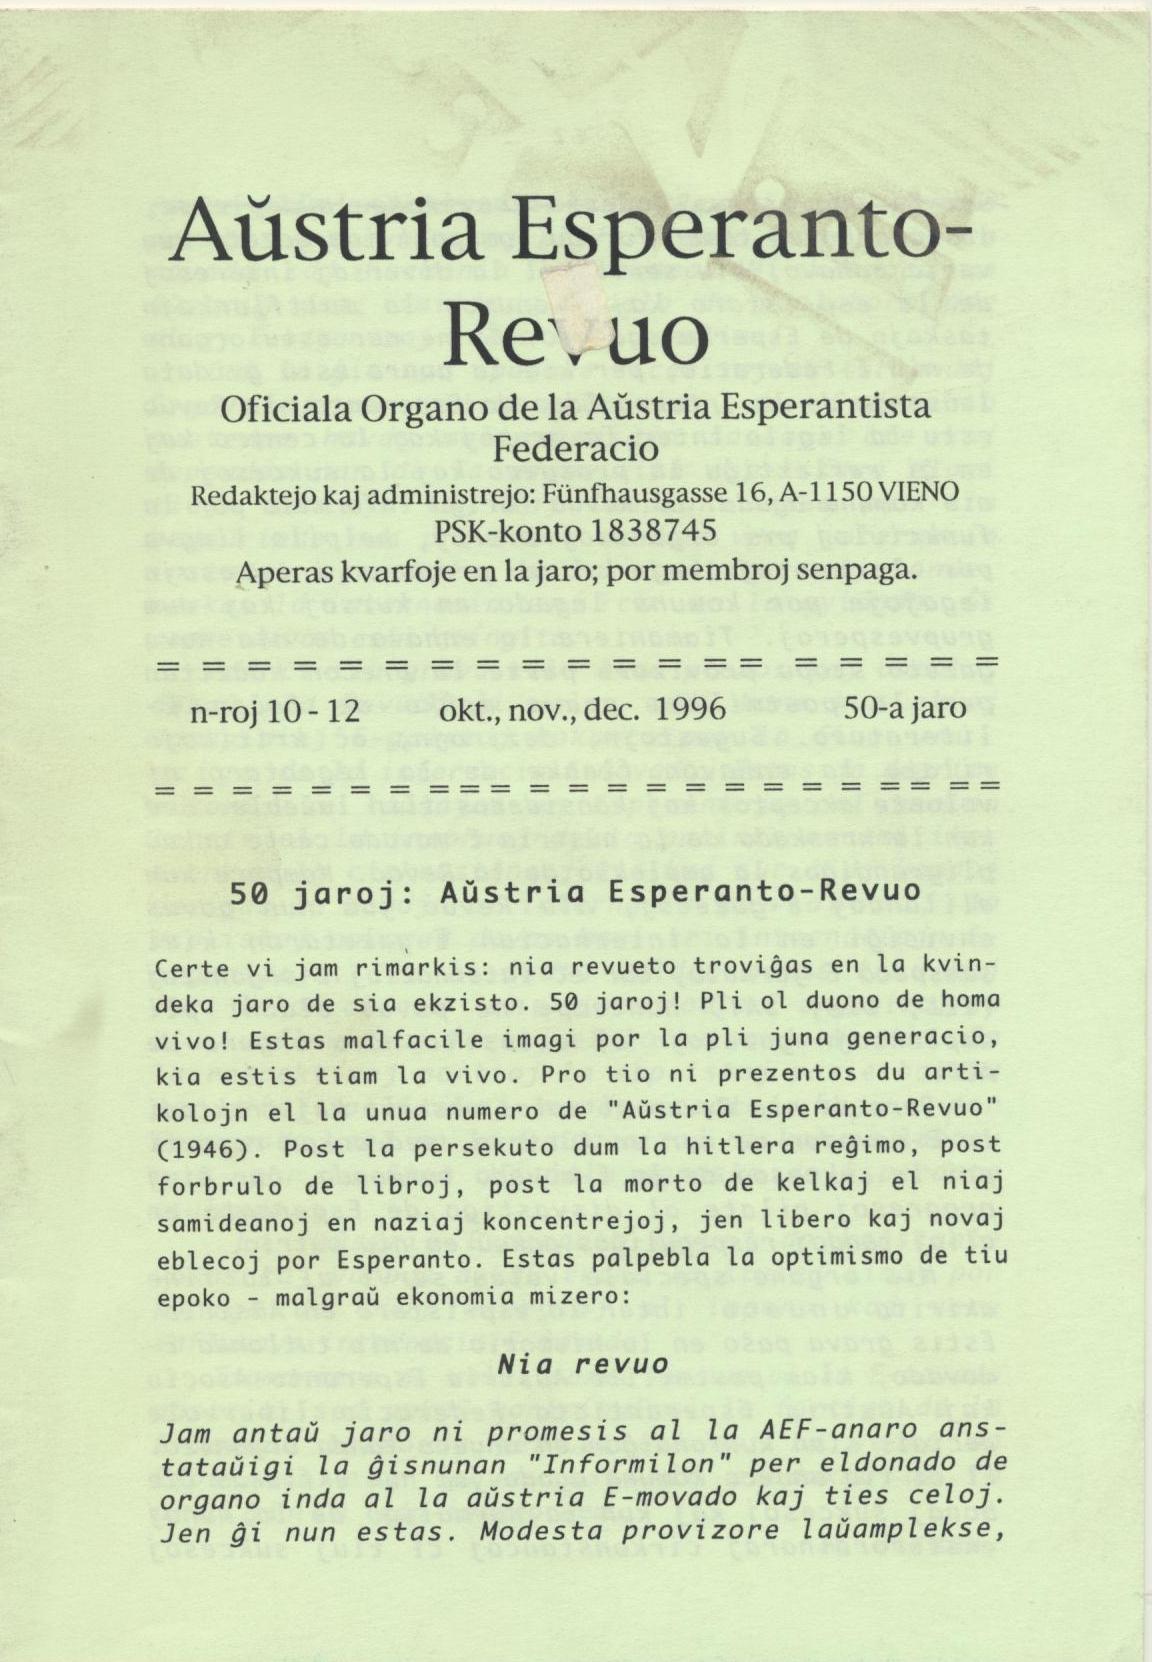 Aŭstria Esperanto-
Revuo
Oficiala Organo de la Aŭstria Esperantista
Federacio
Redaktejo kaj administrejo: Fünfhausgasse 16, A-1150 VIENO
PSK-konto 1838745
Aperas kvarfoje en la jaro; por membroj senpaga.
= = = = = = = = = = = = = = = = = = =
n-roj 10 - 12 okt., nov., dec. 1996 50-a jaro
= = = = = = = = = = = = = = = = = = = =
50 jaroj: Aŭstria Esperanto-Revuo
Certe vi jam rimarkis: nia revueto troviĝas en la kvin-
deka jaro de sia ekzisto. 50 jaroj! Pli ol duono de homa
vivo! Estas malfacile imagi por la pli juna generacio,
kia estis tiam la vivo. Pro tio ni prezentos du arti-
kolojn el la unua numero de "Aŭstria Esperanto-Revuo"
(1946). Post la persekuto dum la hitlera reĝimo, post
forbrulo de libroj, post la morto de kelkaj el niaj
samideanoj en naziaj koncentrejoj, jen libero kaj novaj
eblecoj por Esperanto. Estas palpebla la optimismo de tiu
epoko - malgraŭ ekonomia mizero:
Nia revuo
Jam antaŭ jaro ni promesis al la AEF-anaro ans-
tataŭigi la ĝisnunan "Informilon" per eldonado de
organo inda al la aŭstria E-movado kaj ties celoj.
Jen ĝi nun estas. Modesta provizore laŭamplekse,